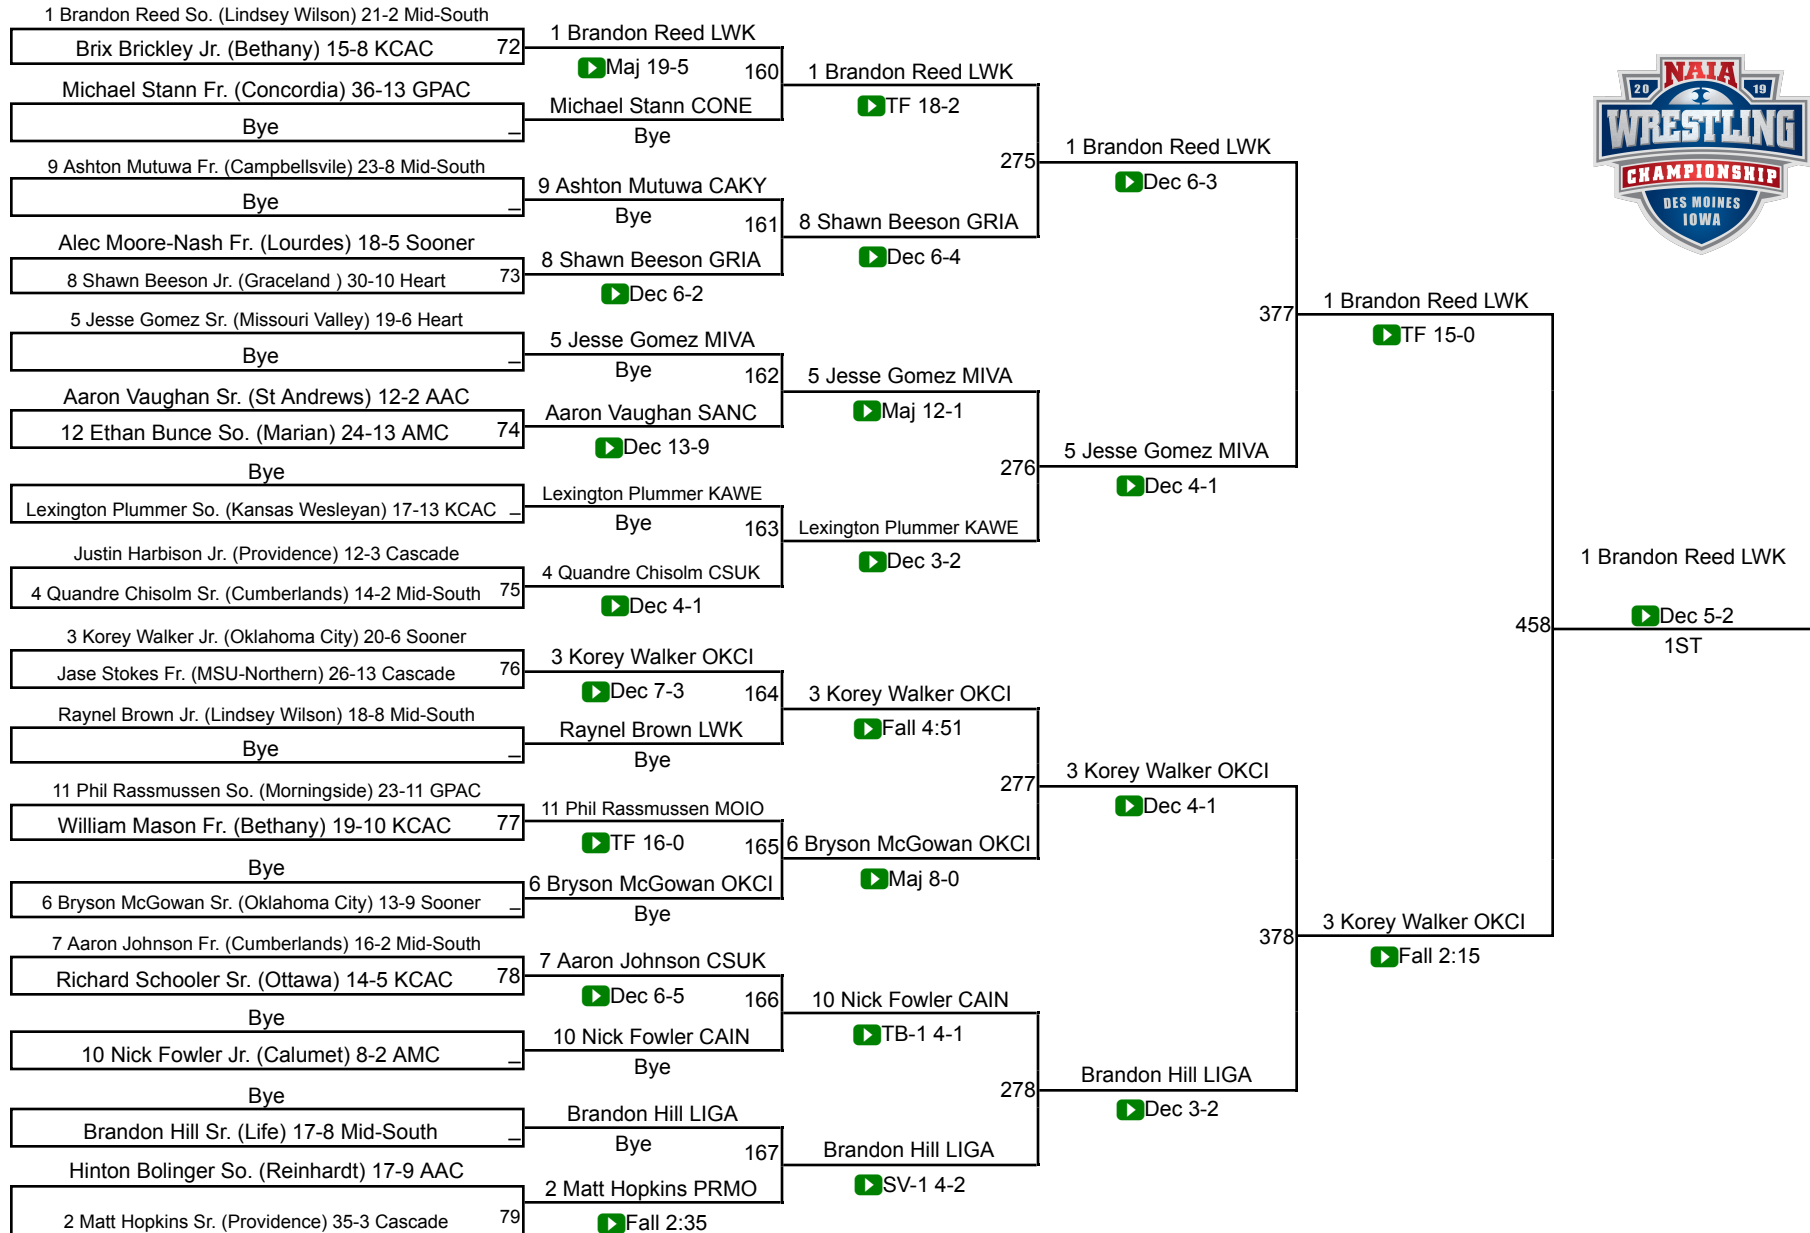 1 Brandon Reed So. (Lindsey Wilson) 21-2 Mid-South
Brix Brickley Jr. (Bethany) 15-8 KCAC 72
Michael Stann Fr. (Concordia) 36-13 GPAC
Bye _
9 Ashton Mutuwa Fr. (Campbellsvile) 23-8 Mid-South
Bye _
Alec Moore-Nash Fr. (Lourdes) 18-5 Sooner
8 Shawn Beeson Jr. (Graceland ) 30-10 Heart 73
5 Jesse Gomez Sr. (Missouri Valley) 19-6 Heart
Bye _
Aaron Vaughan Sr. (St Andrews) 12-2 AAC
12 Ethan Bunce So. (Marian) 24-13 AMC 74
Bye
Lexington Plummer So. (Kansas Wesleyan) 17-13 KCAC _
Justin Harbison Jr. (Providence) 12-3 Cascade
4 Quandre Chisolm Sr. (Cumberlands) 14-2 Mid-South 75
3 Korey Walker Jr. (Oklahoma City) 20-6 Sooner
Jase Stokes Fr. (MSU-Northern) 26-13 Cascade 76
Raynel Brown Jr. (Lindsey Wilson) 18-8 Mid-South
Bye _
11 Phil Rassmussen So. (Morningside) 23-11 GPAC
William Mason Fr. (Bethany) 19-10 KCAC 77
Bye
6 Bryson McGowan Sr. (Oklahoma City) 13-9 Sooner _
7 Aaron Johnson Fr. (Cumberlands) 16-2 Mid-South
Richard Schooler Sr. (Ottawa) 14-5 KCAC 78
Bye
10 Nick Fowler Jr. (Calumet) 8-2 AMC _
Bye
Brandon Hill Sr. (Life) 17-8 Mid-South _
Hinton Bolinger So. (Reinhardt) 17-9 AAC
2 Matt Hopkins Sr. (Providence) 35-3 Cascade 79
1 Brandon Reed LWK
Maj 19-5
160
Michael Stann CONE
Bye
9 Ashton Mutuwa CAKY
Bye
161
8 Shawn Beeson GRIA
Dec 6-2
5 Jesse Gomez MIVA
Bye
162
Aaron Vaughan SANC
Dec 13-9
Lexington Plummer KAWE
Bye
163
4 Quandre Chisolm CSUK
Dec 4-1
3 Korey Walker OKCI
Dec 7-3
164
Raynel Brown LWK
Bye
11 Phil Rassmussen MOIO
TF 16-0
165
6 Bryson McGowan OKCI
Bye
7 Aaron Johnson CSUK
Dec 6-5
166
10 Nick Fowler CAIN
Bye
Brandon Hill LIGA
Bye
167
2 Matt Hopkins PRMO
Fall 2:35
1 Brandon Reed LWK
TF 18-2
275
8 Shawn Beeson GRIA
Dec 6-4
5 Jesse Gomez MIVA
Maj 12-1
276
Lexington Plummer KAWE
Dec 3-2
3 Korey Walker OKCI
Fall 4:51
277
6 Bryson McGowan OKCI
Maj 8-0
10 Nick Fowler CAIN
TB-1 4-1
278
Brandon Hill LIGA
SV-1 4-2
1 Brandon Reed LWK
Dec 6-3
377
5 Jesse Gomez MIVA
Dec 4-1
3 Korey Walker OKCI
Dec 4-1
378
Brandon Hill LIGA
Dec 3-2
1 Brandon Reed LWK
TF 15-0
458
3 Korey Walker OKCI
Fall 2:15
1 Brandon Reed LWK
Dec 5-2
1ST
NAIA
20 19
WRESTLING
CHAMPIONSHIP
DES MOINES
IOWA